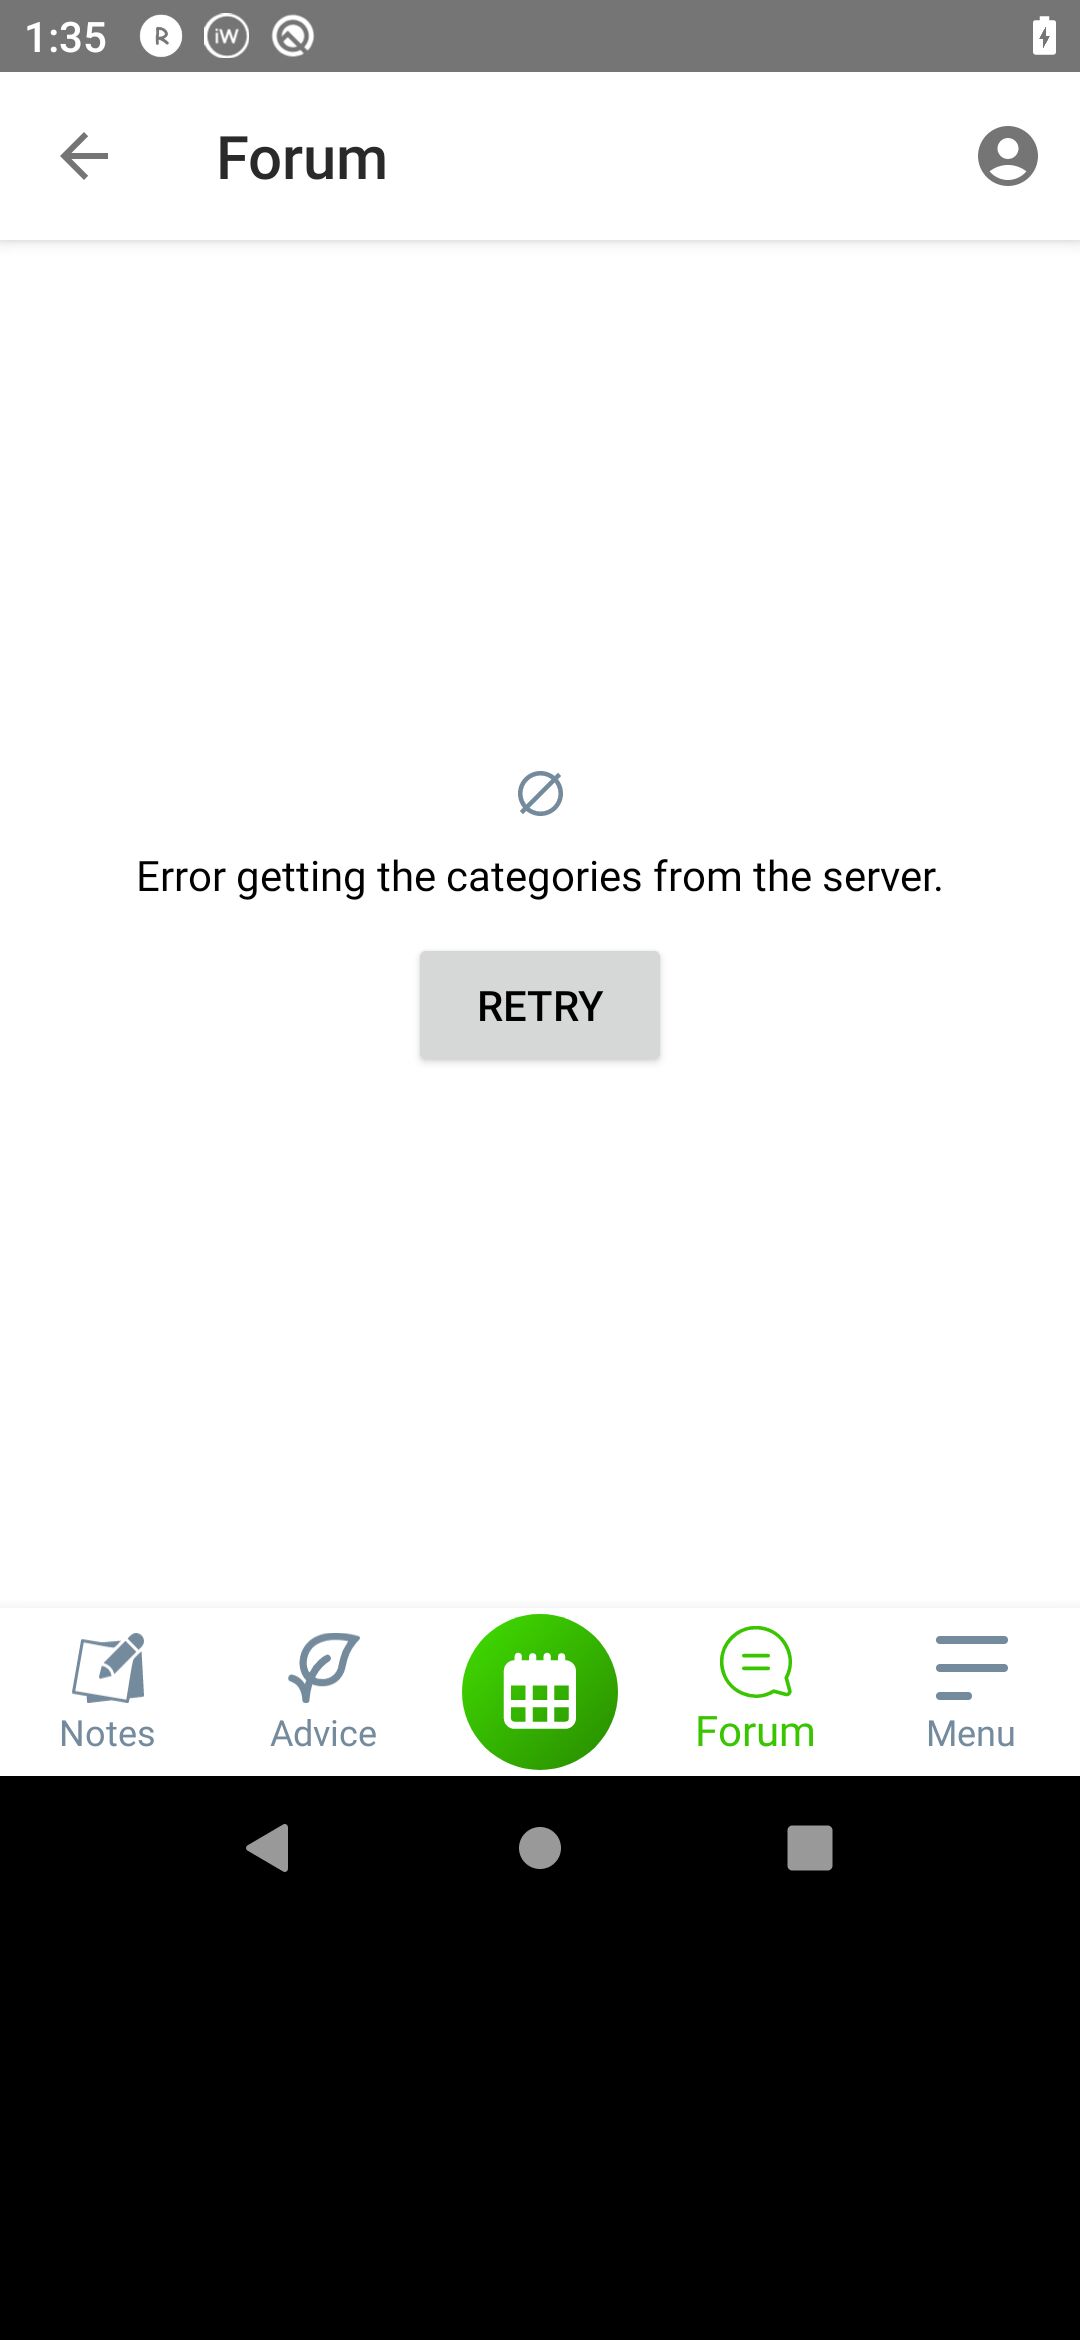 1:35
R
iW
Forum
Error getting the categories from the server.
RETRY
Notes
Advice
Forum
Menu